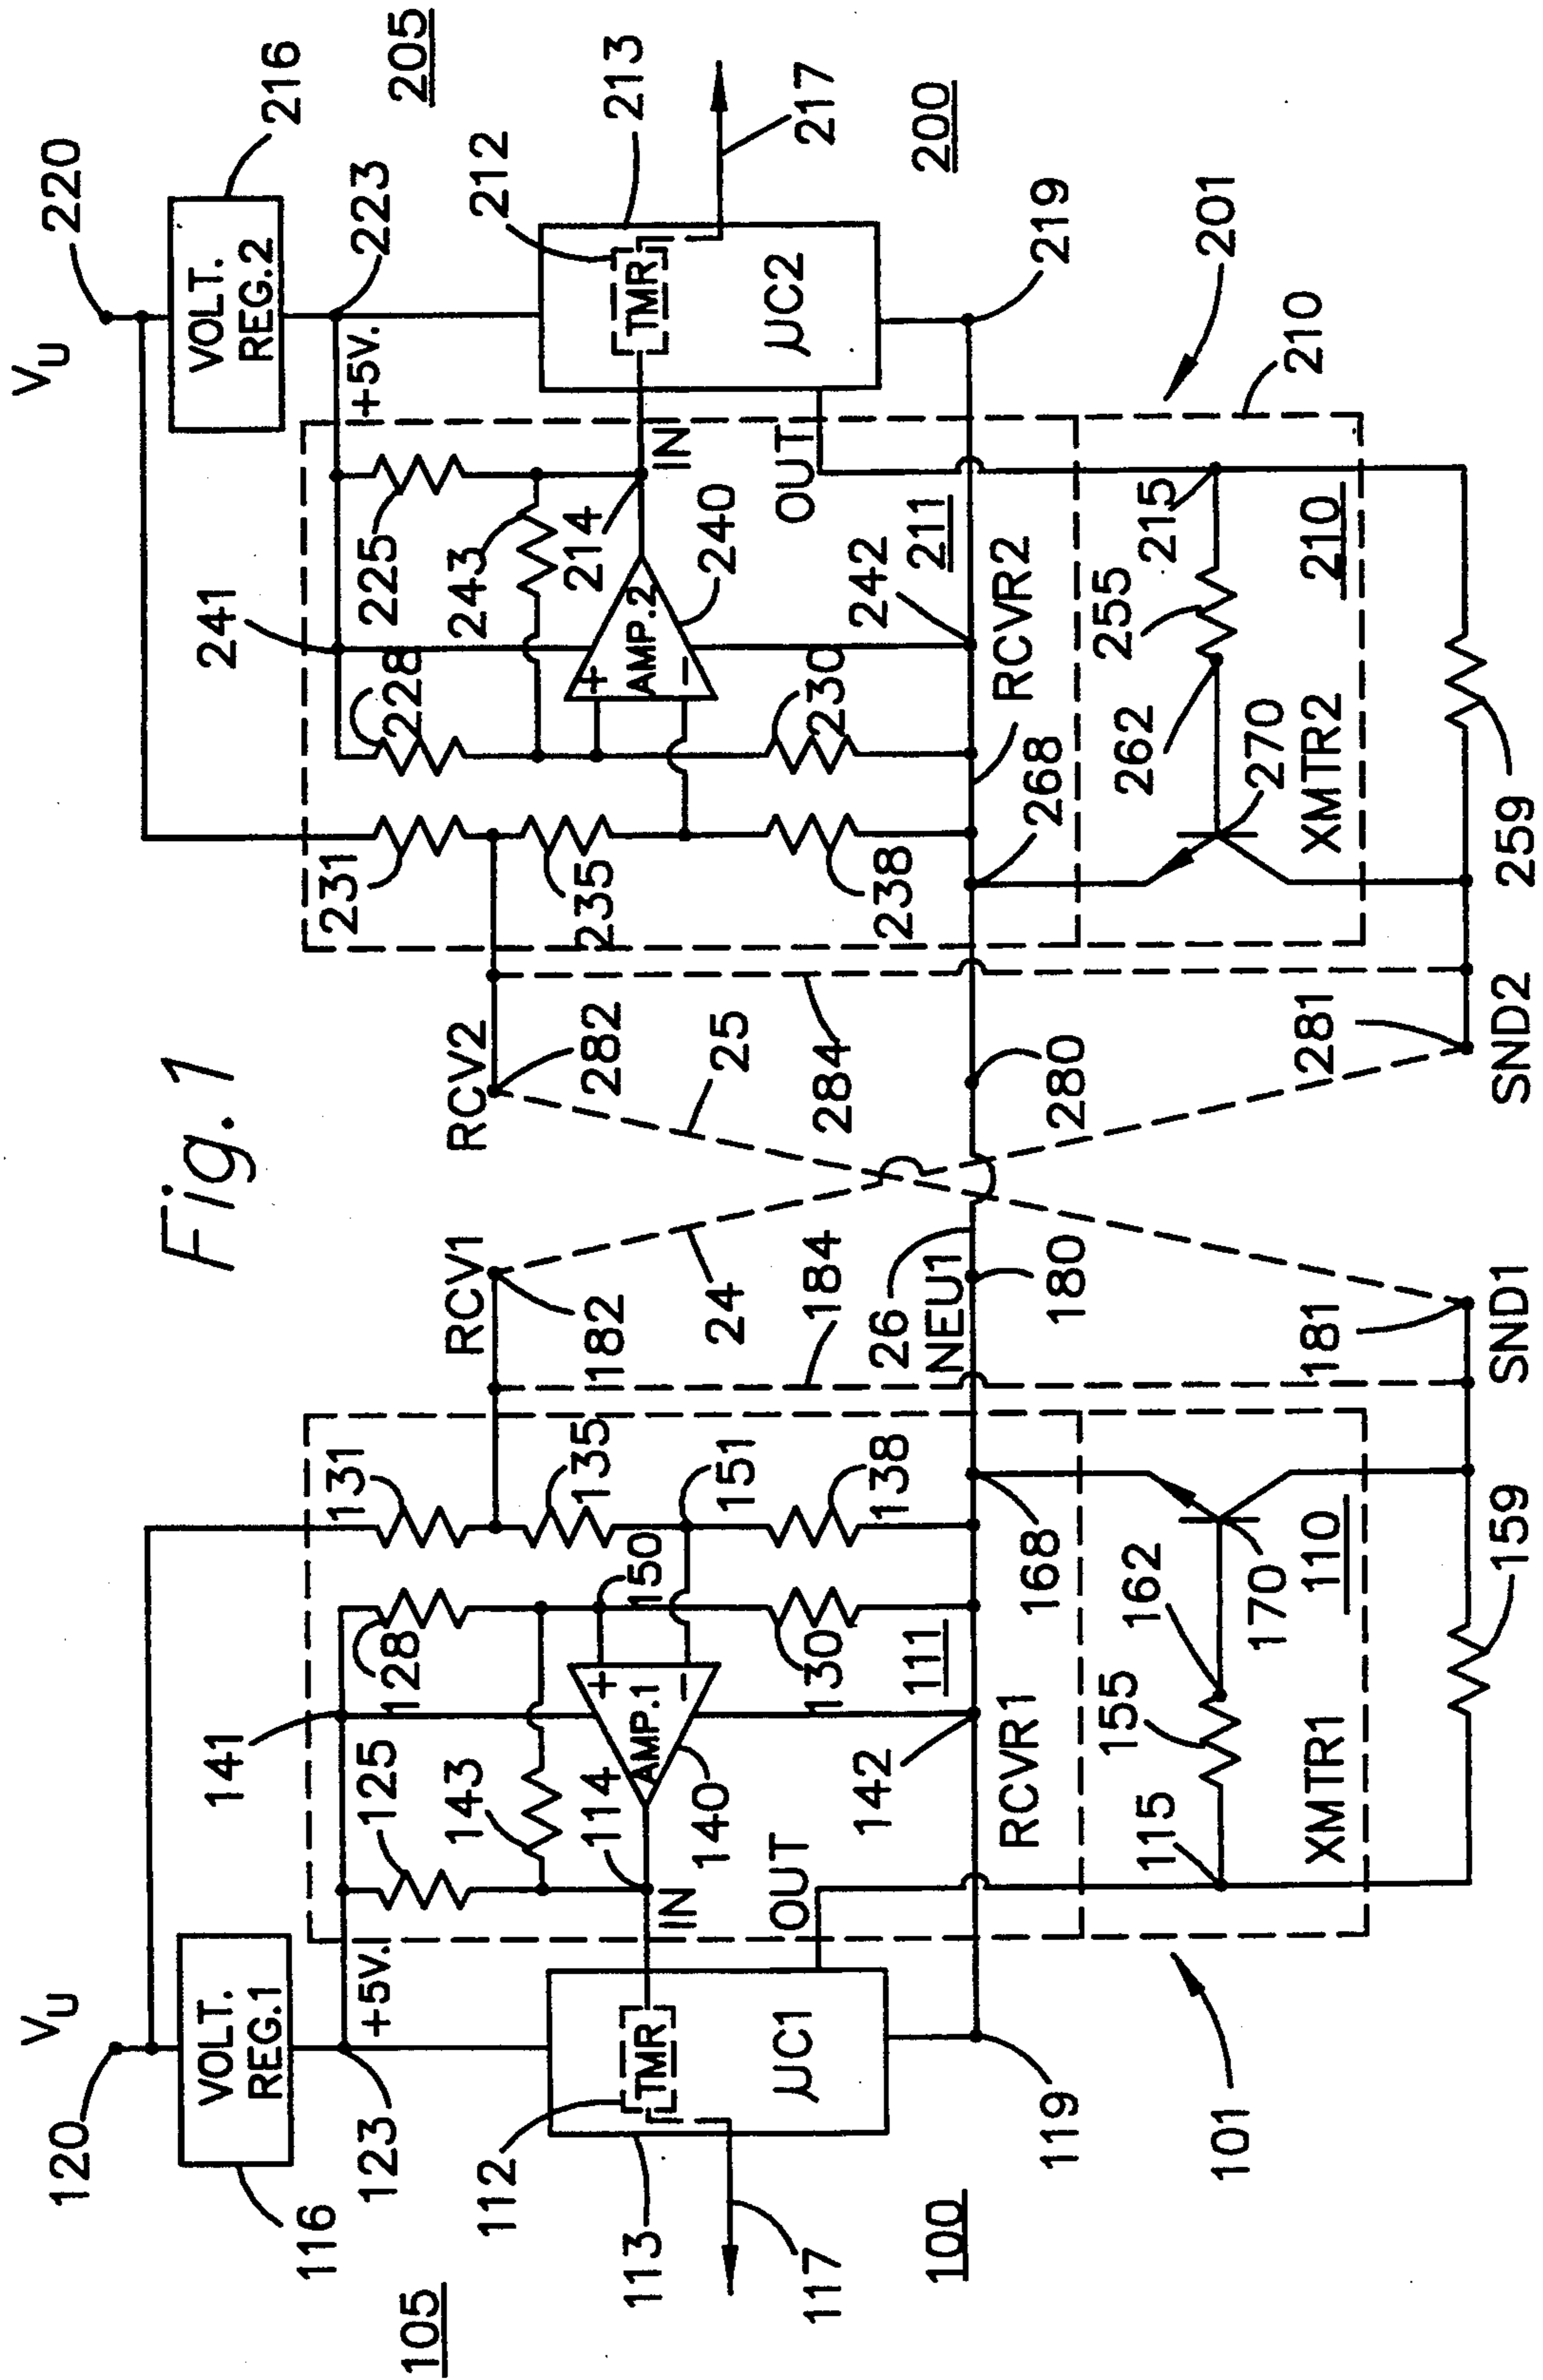 Fig. 1
VU
120
VOLT.
REG.1
116
123
+5V.
105
141
125
128
131
143
114
AMP.1
+
−
140
150
135
151
138
130
IN
OUT
TMR
112
113
µC1
117
100
119
142
111
RCVR1
168
101
115
155
162
170
110
XMTR1
159
RCV1
182
24
184
26
NEU1
180
181
SND1
RCV2
282
25
284
280
281
SND2
VU
220
VOLT.
REG.2
216
223
+5V.
205
241
225
228
231
243
214
AMP.2
+
−
240
235
238
230
IN
OUT
TMR
212
213
µC2
217
200
219
242
211
RCVR2
268
201
210
215
255
262
270
210
XMTR2
259